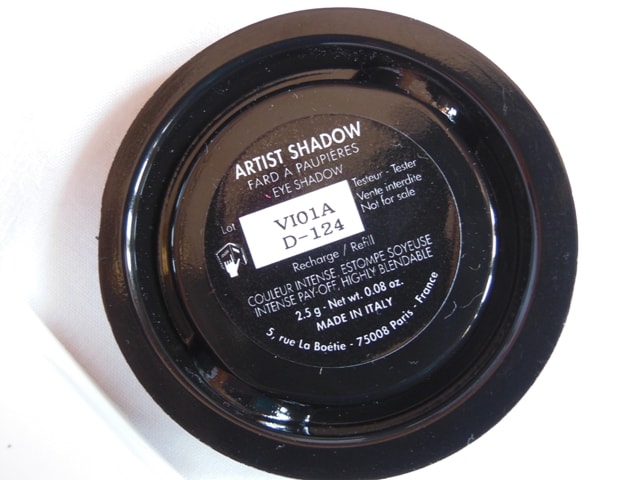 ARTIST SHADOW
FARD À PAUPIÈRES
EYE SHADOW
Lot
VI01A
D-124
Testeur - Tester
Vente interdite
Not for sale
Recharge / Refill
COULEUR INTENSE, ESTOMPE SOYEUSE
INTENSE PAY-OFF, HIGHLY BLENDABLE
2.5 g - Net wt. 0.08 oz.
MADE IN ITALY
5, rue La Boétie - 75008 Paris - France